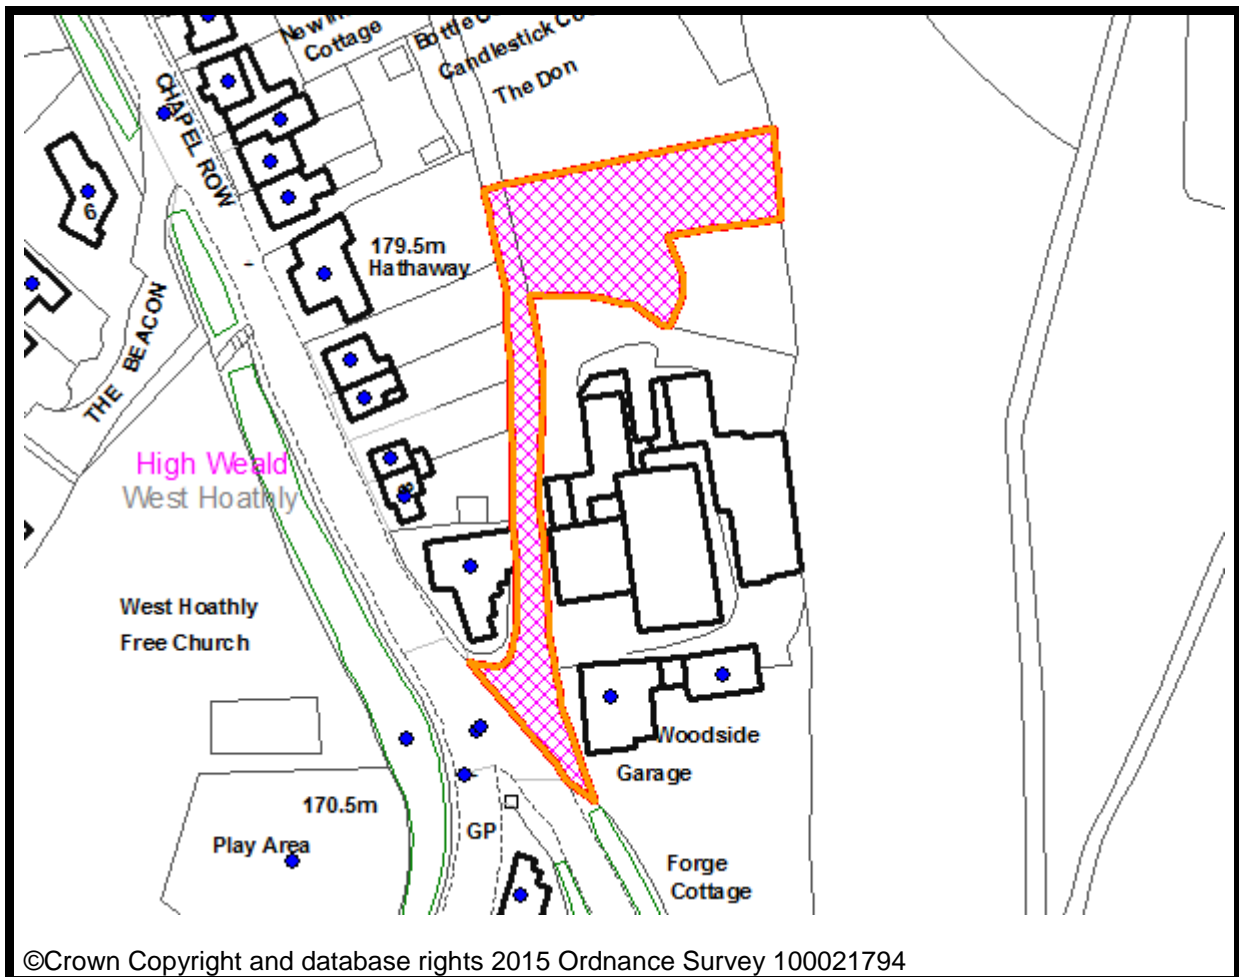 Cottage
Candlestick
The Don
CHAPEL ROW
6
179.5m
Hathaway
THE BEACON
High Weald
West Hoathly
8
West Hoathly
Free Church
Woodside
Garage
170.5m
GP
Play Area
Forge
Cottage
©Crown Copyright and database rights 2015 Ordnance Survey 100021794